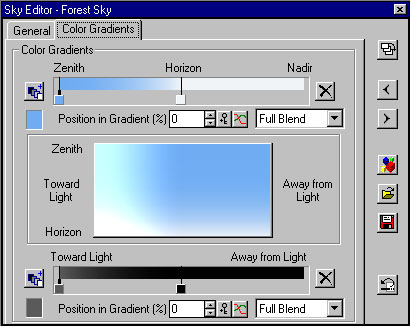 Sky Editor - Forest Sky
General Color Gradients
Color Gradients
Zenith Horizon Nadir
Position in Gradient (%) 0 Full Blend
Zenith
Toward Light
Away from Light
Horizon
Toward Light Away from Light
Position in Gradient (%) 0 Full Blend